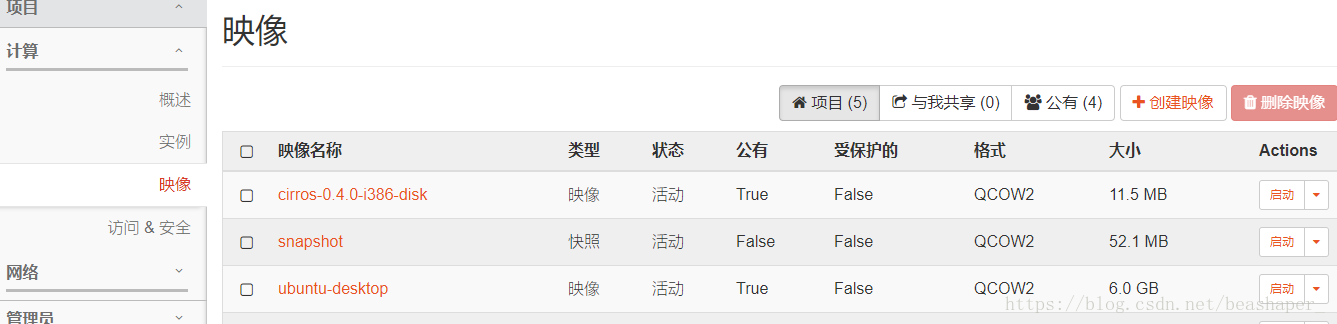 项目
计算
概述
实例
映像
访问 & 安全
网络
管理员
映像
项目 (5) 与我共享 (0) 公有 (4) 创建映像 删除映像
映像名称 类型 状态 公有 受保护的 格式 大小 Actions
cirros-0.4.0-i386-disk 映像 活动 True False QCOW2 11.5 MB 启动
snapshot 快照 活动 False False QCOW2 52.1 MB 启动
ubuntu-desktop 映像 活动 True False QCOW2 6.0 GB 启动
https://blog.csdn.net/beashaper_